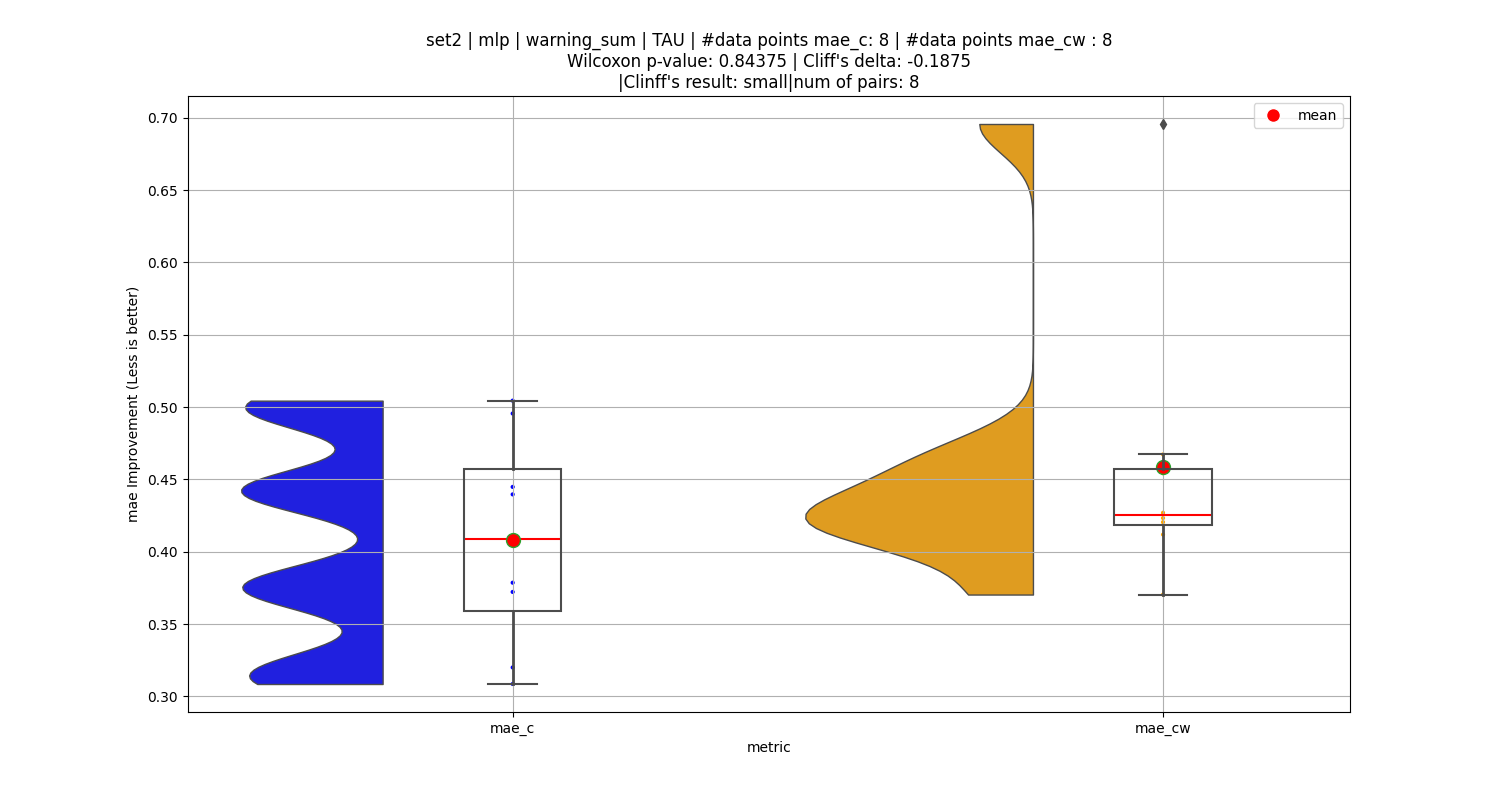 set2 | mlp | warning_sum | TAU | #data points mae_c: 8 | #data points mae_cw : 8
Wilcoxon p-value: 0.84375 | Cliff's delta: -0.1875
|Clinff's result: small|num of pairs: 8
mean
0.70
0.65
0.60
0.55
0.50
0.45
0.40
0.35
0.30
mae Improvement (Less is better)
mae_c
mae_cw
metric